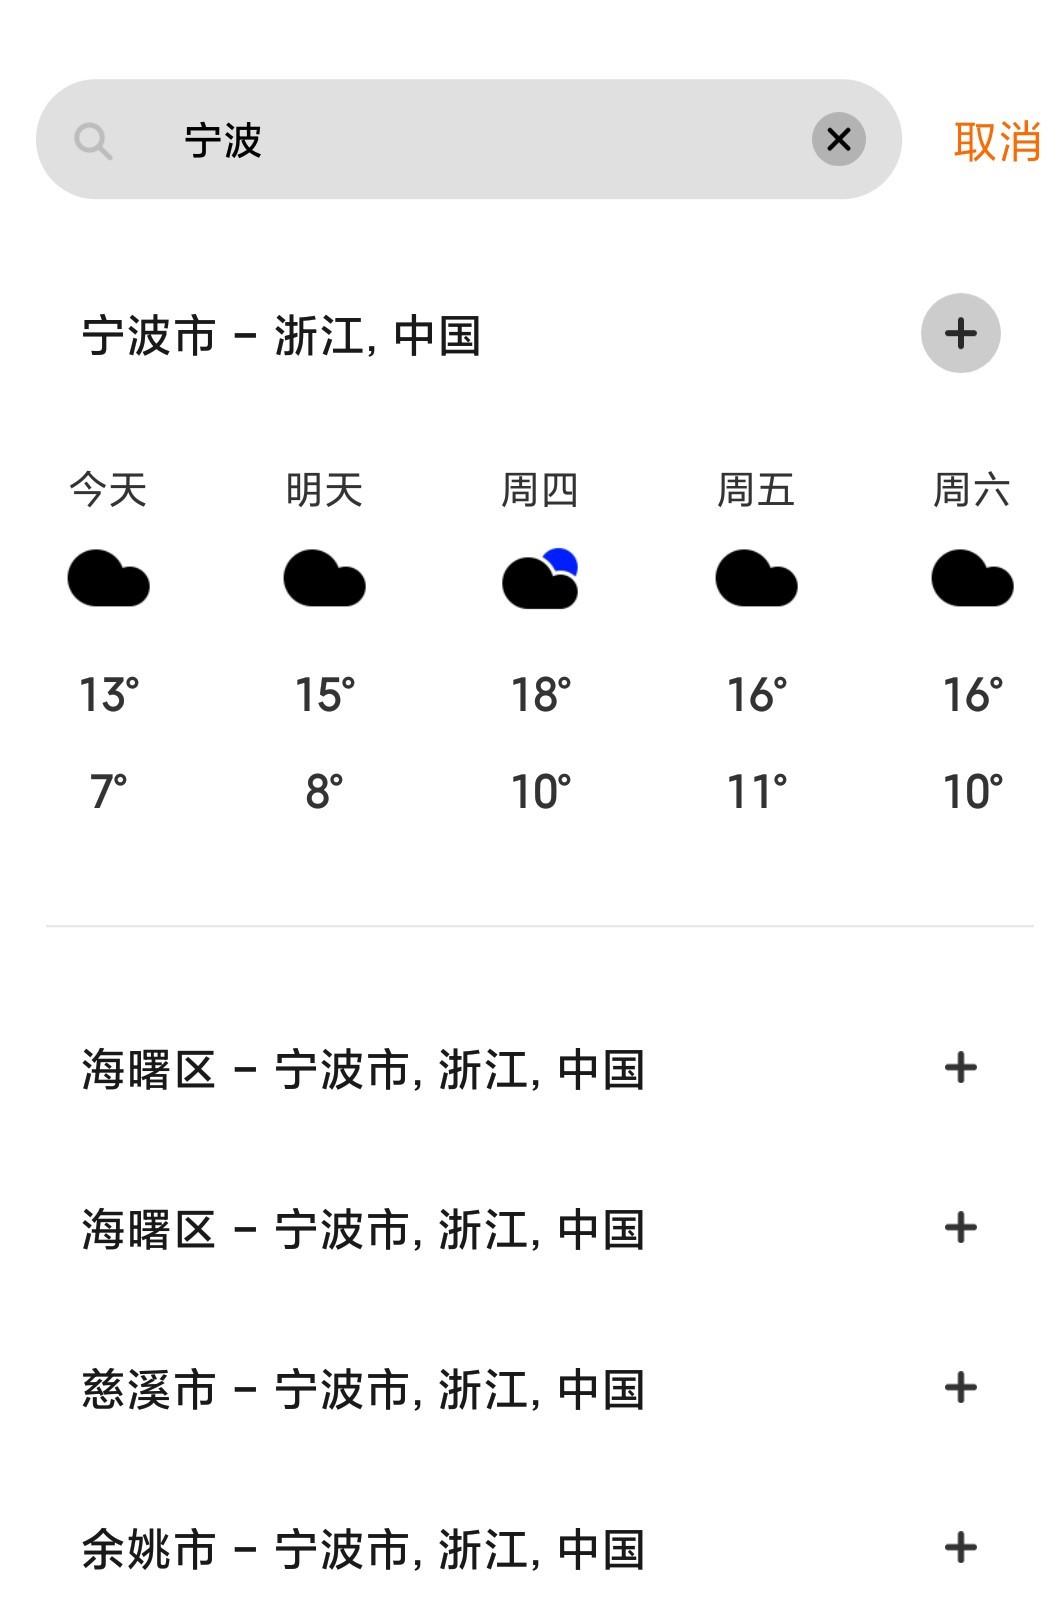 宁波
取消
宁波市 – 浙江, 中国
今天 明天 周四 周五 周六
13° 15° 18° 16° 16°
7° 8° 10° 11° 10°
海曙区 – 宁波市, 浙江, 中国
海曙区 – 宁波市, 浙江, 中国
慈溪市 – 宁波市, 浙江, 中国
余姚市 – 宁波市, 浙江, 中国